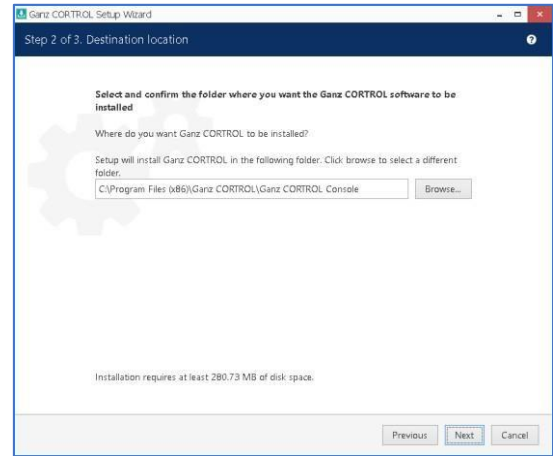 Ganz CORTROL Setup Wizard
Step 2 of 3. Destination location
Select and confirm the folder where you want the Ganz CORTROL software to be
installed
Where do you want Ganz CORTROL to be installed?
Setup will install Ganz CORTROL in the following folder. Click browse to select a different
folder.
C:\Program Files (x86)\Ganz CORTROL\Ganz CORTROL Console
Browse...
Installation requires at least 280.73 MB of disk space.
Previous Next Cancel